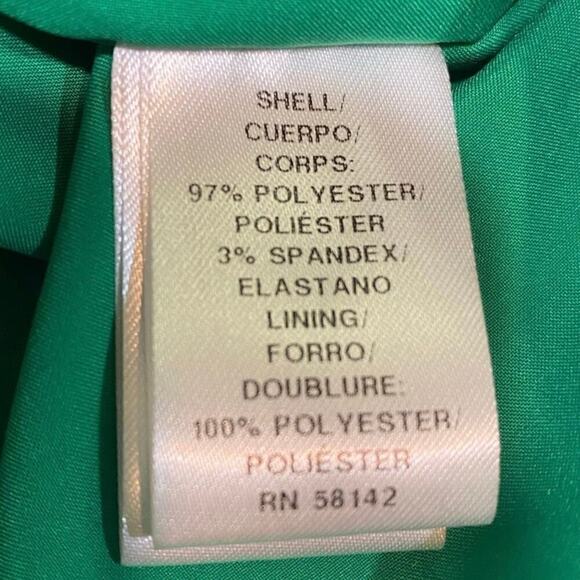 SHELL/
CUERPO/
CORPS:
97% POLYESTER/
POLIÉSTER
3% SPANDEX/
ELASTANO
LINING/
FORRO/
DOUBLURE:
100% POLYESTER/
POLIÉSTER
RN 58142